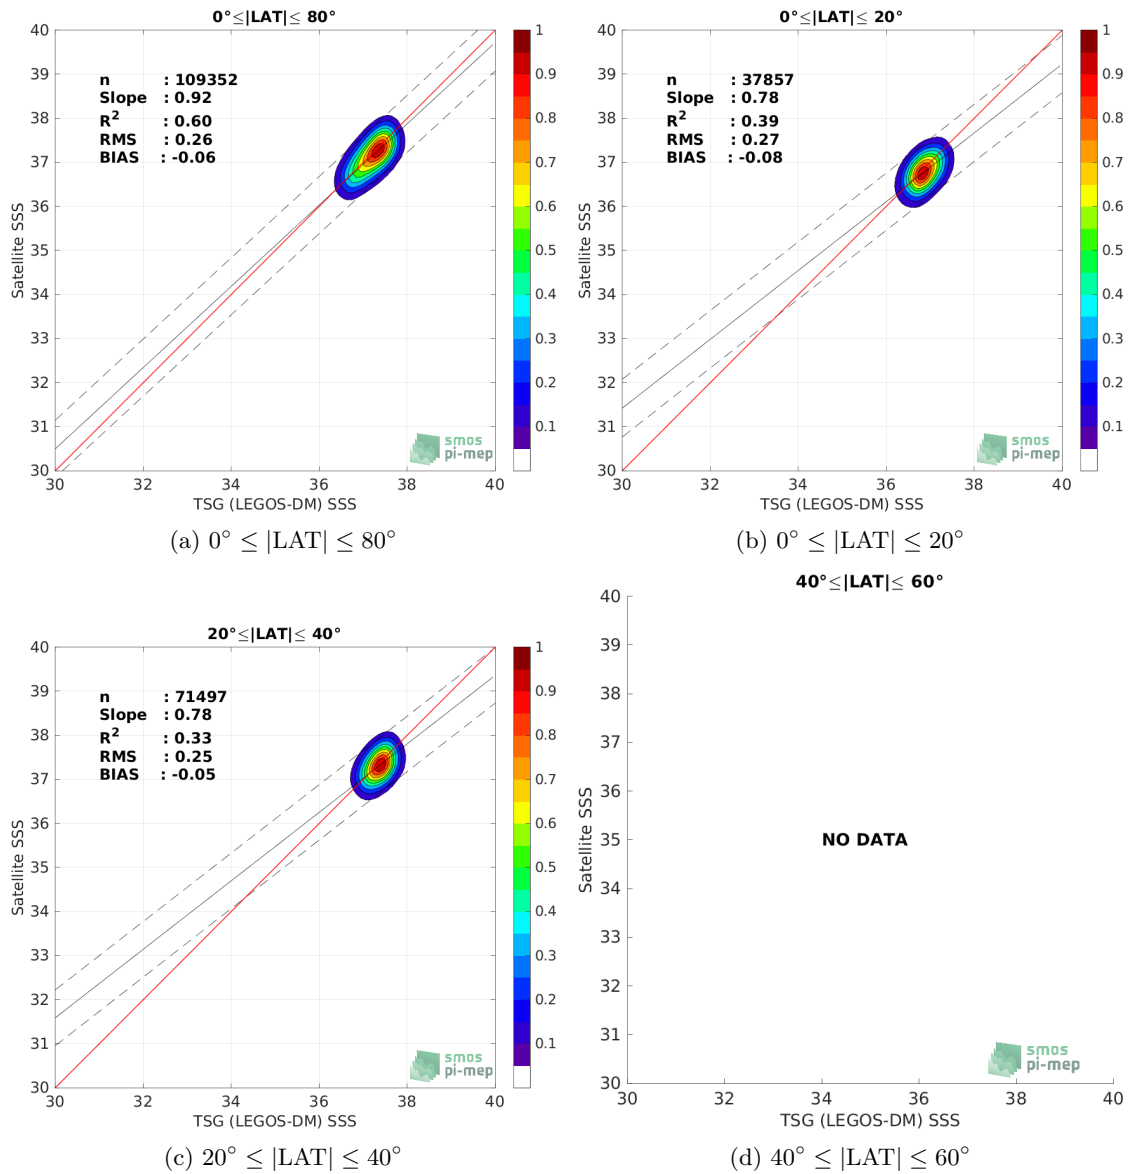 0°≤|LAT|≤ 80°
40
39
38
37
36
35
34
33
32
31
30
Satellite SSS
n : 109352
Slope : 0.92
R² : 0.60
RMS : 0.26
BIAS : -0.06
smos
pi-mep
30 32 34 36 38 40
TSG (LEGOS-DM) SSS
1
0.9
0.8
0.7
0.6
0.5
0.4
0.3
0.2
0.1
(a) 0° ≤ |LAT| ≤ 80°
0°≤|LAT|≤ 20°
40
39
38
37
36
35
34
33
32
31
30
Satellite SSS
n : 37857
Slope : 0.78
R² : 0.39
RMS : 0.27
BIAS : -0.08
smos
pi-mep
30 32 34 36 38 40
TSG (LEGOS-DM) SSS
1
0.9
0.8
0.7
0.6
0.5
0.4
0.3
0.2
0.1
(b) 0° ≤ |LAT| ≤ 20°
20°≤|LAT|≤ 40°
40
39
38
37
36
35
34
33
32
31
30
Satellite SSS
n : 71497
Slope : 0.78
R² : 0.33
RMS : 0.25
BIAS : -0.05
smos
pi-mep
30 32 34 36 38 40
TSG (LEGOS-DM) SSS
1
0.9
0.8
0.7
0.6
0.5
0.4
0.3
0.2
0.1
(c) 20° ≤ |LAT| ≤ 40°
40°≤|LAT|≤ 60°
40
39
38
37
36
35
34
33
32
31
30
Satellite SSS
NO DATA
smos
pi-mep
30 32 34 36 38 40
TSG (LEGOS-DM) SSS
(d) 40° ≤ |LAT| ≤ 60°